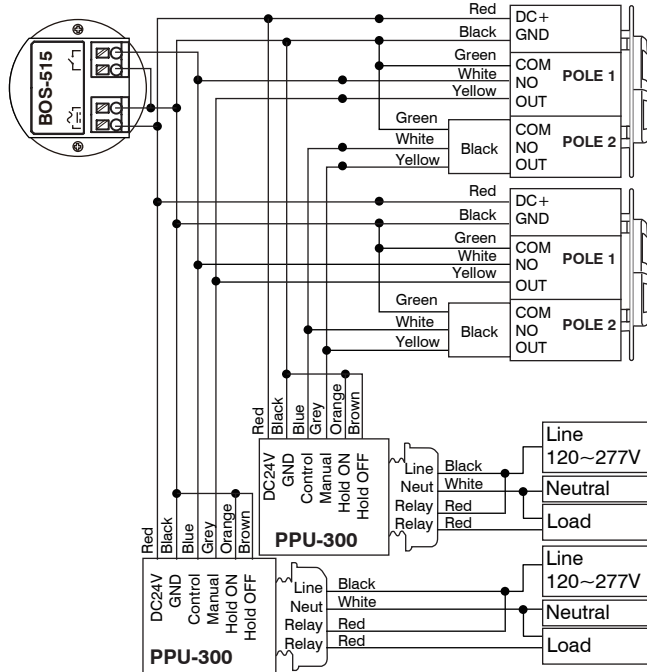 BOS-515
Red
Black
Green
White
Yellow
DC+
GND
COM
NO
OUT
POLE 1
Green
White
Yellow
Black
COM
NO
OUT
POLE 2
Red
Black
Green
White
Yellow
DC+
GND
COM
NO
OUT
POLE 1
Green
White
Yellow
Black
COM
NO
OUT
POLE 2
Red
Black
Blue
Grey
Orange
Brown
DC24V
GND
Control
Manual
Hold ON
Hold OFF
PPU-300
Line
Neut
Relay
Relay
Black
White
Red
Red
Line
120~277V
Neutral
Load
Red
Black
Blue
Grey
Orange
Brown
DC24V
GND
Control
Manual
Hold ON
Hold OFF
PPU-300
Line
Neut
Relay
Relay
Black
White
Red
Red
Line
120~277V
Neutral
Load